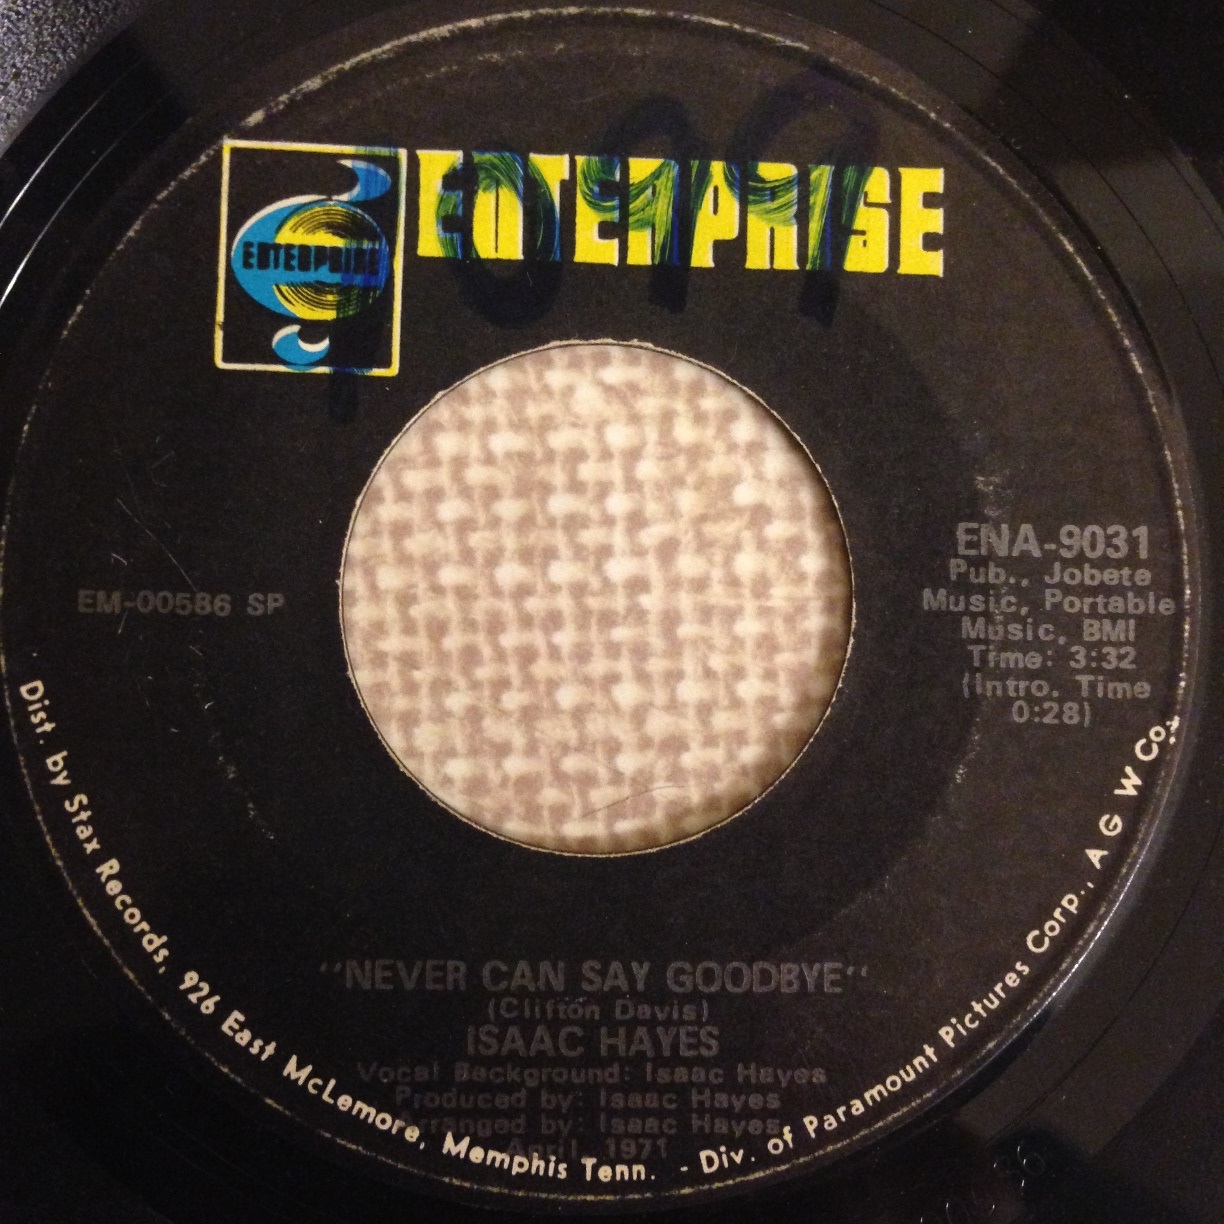 ENTERPRISE
ENTERPRISE
1099
ENA-9031
Pub., Jobete
Music, Portable
Music, BMI
Time: 3:32
(Intro. Time
0:28)
EM-00586 SP
"NEVER CAN SAY GOODBYE"
(Clifton Davis)
ISAAC HAYES
Vocal Background: Isaac Hayes
Produced by: Isaac Hayes
Arranged by: Isaac Hayes
April, 1971
Dist. by Stax Records, 926 East McLemore, Memphis Tenn. - Div. of Paramount Pictures Corp., A G W Co.